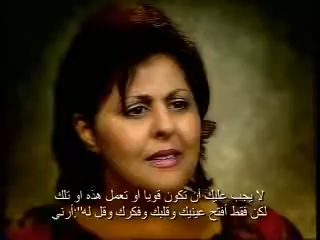 لا يجب عليك أن تكون قويا او تعمل هذه او تلك
لكن فقط أفتح عينيك وقلبك وفكرك وقل له":أرني